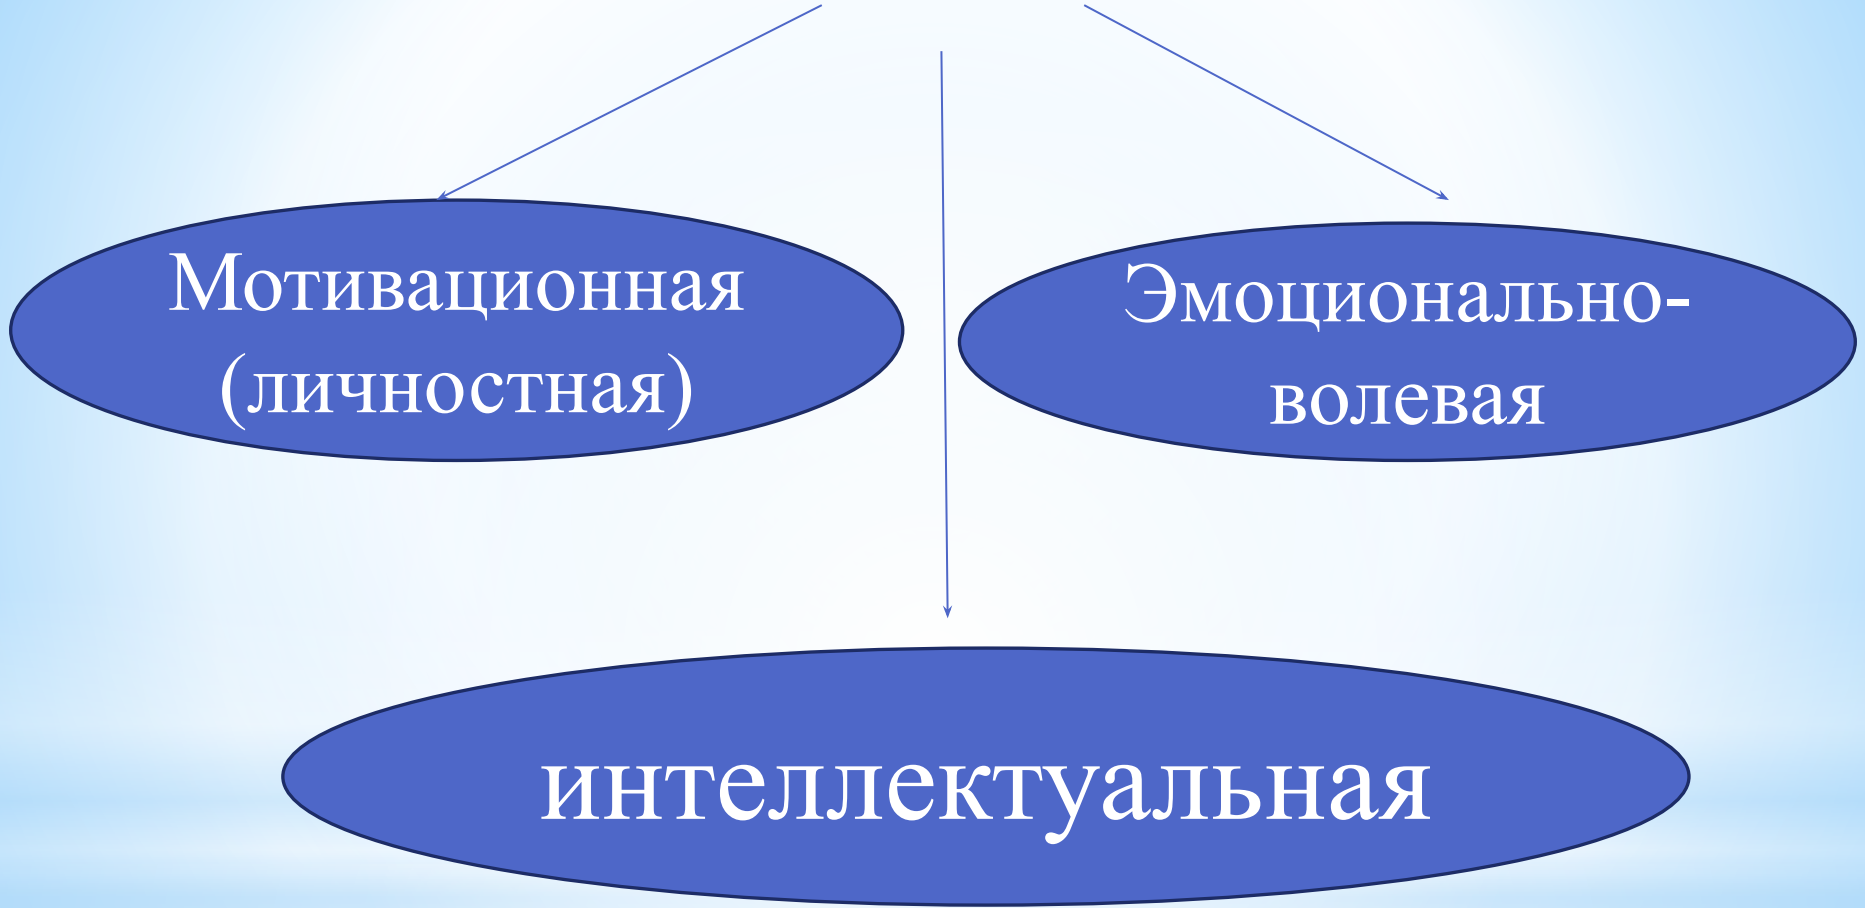 Мотивационная
(личностная)
Эмоционально-
волевая
интеллектуальная